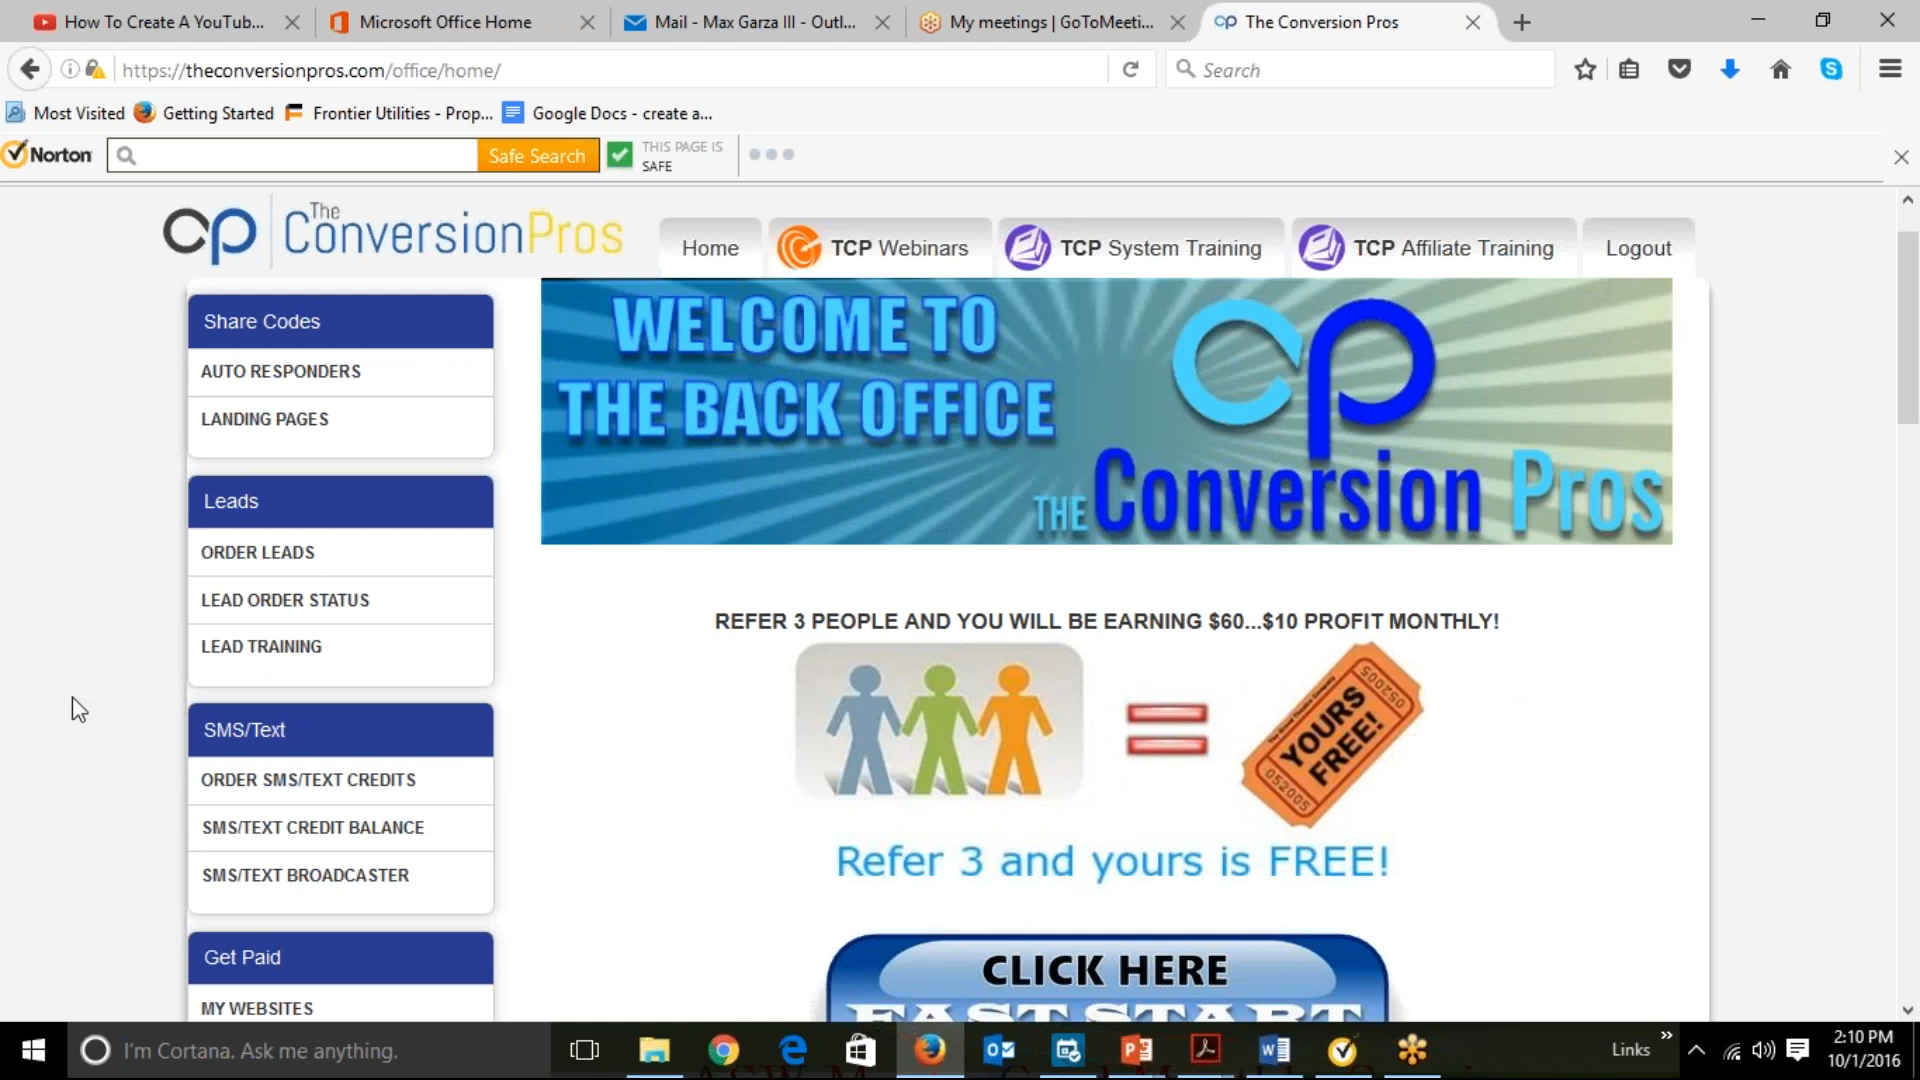 How To Create A YouTub...
Microsoft Office Home
Mail - Max Garza III - Outl...
My meetings | GoToMeeti...
The Conversion Pros
https://theconversionpros.com/office/home/
Search
Most Visited
Getting Started
Frontier Utilities - Prop...
Google Docs - create a...
Norton
Safe Search
THIS PAGE IS
SAFE
cp The ConversionPros
Home
TCP Webinars
TCP System Training
TCP Affiliate Training
Logout
Share Codes
AUTO RESPONDERS
LANDING PAGES
Leads
ORDER LEADS
LEAD ORDER STATUS
LEAD TRAINING
SMS/Text
ORDER SMS/TEXT CREDITS
SMS/TEXT CREDIT BALANCE
SMS/TEXT BROADCASTER
Get Paid
MY WEBSITES
WELCOME TO
THE BACK OFFICE
cp
THE Conversion Pros
REFER 3 PEOPLE AND YOU WILL BE EARNING $60...$10 PROFIT MONTHLY!
052005
YOURS
FREE!
052005
Refer 3 and yours is FREE!
CLICK HERE
FAST START
I'm Cortana. Ask me anything.
Links
2:10 PM
10/1/2016